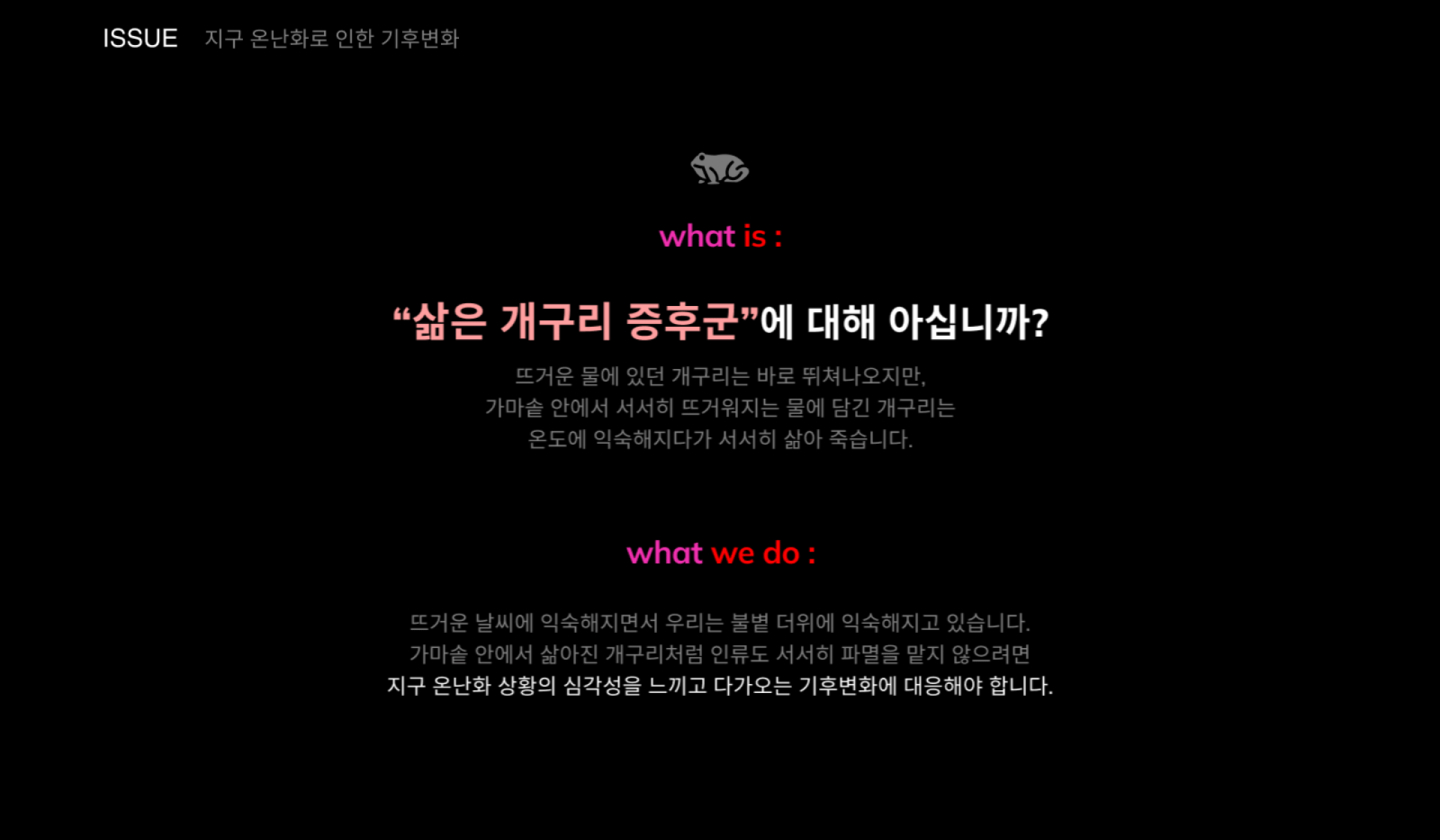 ISSUE 지구 온난화로 인한 기후변화
what is :
“삶은 개구리 증후군”에 대해 아십니까?
뜨거운 물에 있던 개구리는 바로 뛰쳐나오지만,
가마솥 안에서 서서히 뜨거워지는 물에 담긴 개구리는
온도에 익숙해지다가 서서히 삶아 죽습니다.
what we do :
뜨거운 날씨에 익숙해지면서 우리는 불볕 더위에 익숙해지고 있습니다.
가마솥 안에서 삶아진 개구리처럼 인류도 서서히 파멸을 맡지 않으려면
지구 온난화 상황의 심각성을 느끼고 다가오는 기후변화에 대응해야 합니다.